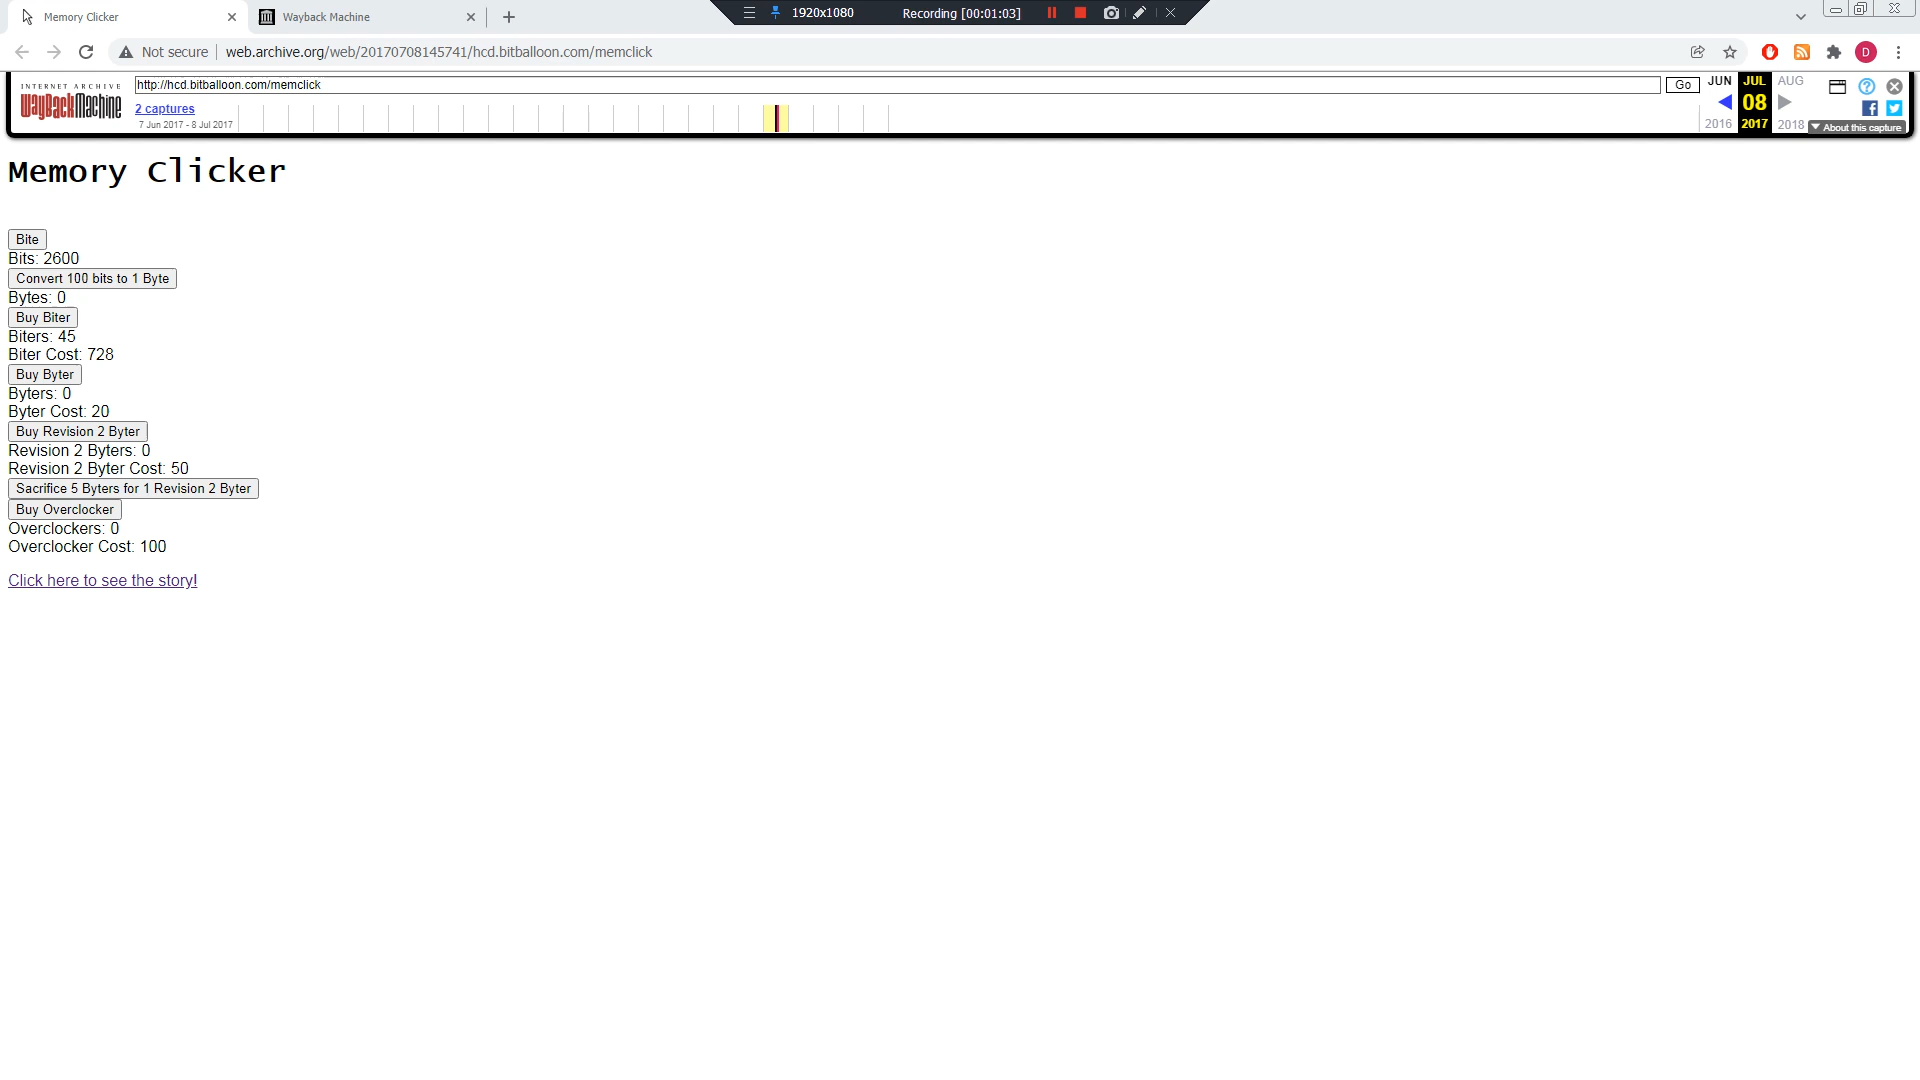 Memory Clicker
Wayback Machine
1920x1080
Recording [00:01:03]
Not secure
web.archive.org/web/20170708145741/hcd.bitballoon.com/memclick
D
INTERNET ARCHIVE
WayBackMachine
http://hcd.bitballoon.com/memclick
Go
JUN
JUL
AUG
2 captures
08
7 Jun 2017 - 8 Jul 2017
2016
2017
2018
About this capture
Memory Clicker
Bite
Bits: 2600
Convert 100 bits to 1 Byte
Bytes: 0
Buy Biter
Biters: 45
Biter Cost: 728
Buy Byter
Byters: 0
Byter Cost: 20
Buy Revision 2 Byter
Revision 2 Byters: 0
Revision 2 Byter Cost: 50
Sacrifice 5 Byters for 1 Revision 2 Byter
Buy Overclocker
Overclockers: 0
Overclocker Cost: 100
Click here to see the story!